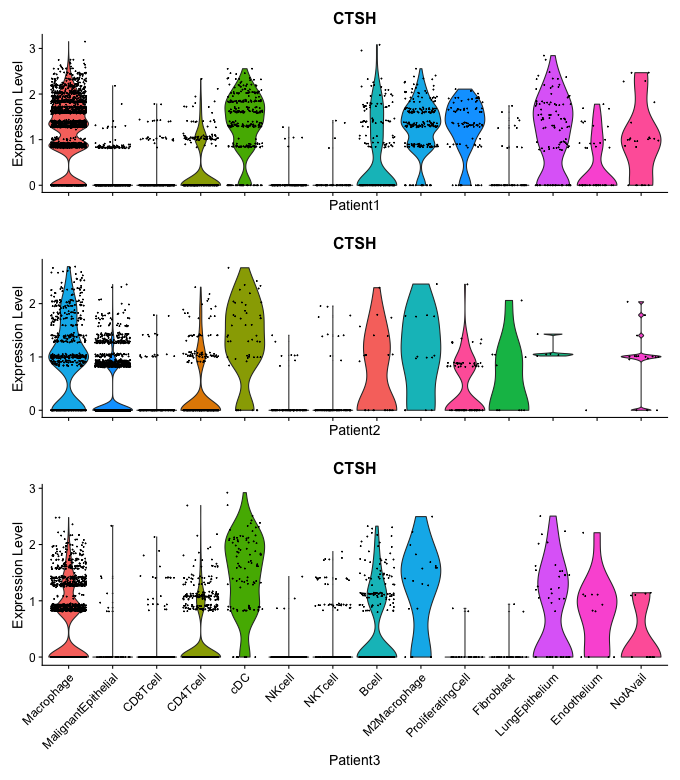 CTSH
Expression Level
3
2
1
0
Patient1
CTSH
Expression Level
2
1
0
Patient2
CTSH
Expression Level
3
2
1
0
Macrophage
MalignantEpithelial
CD8Tcell
CD4Tcell
cDC
NKcell
NKTcell
Bcell
M2Macrophage
ProliferatingCell
Fibroblast
LungEpithelium
Endothelium
NotAvail
Patient3